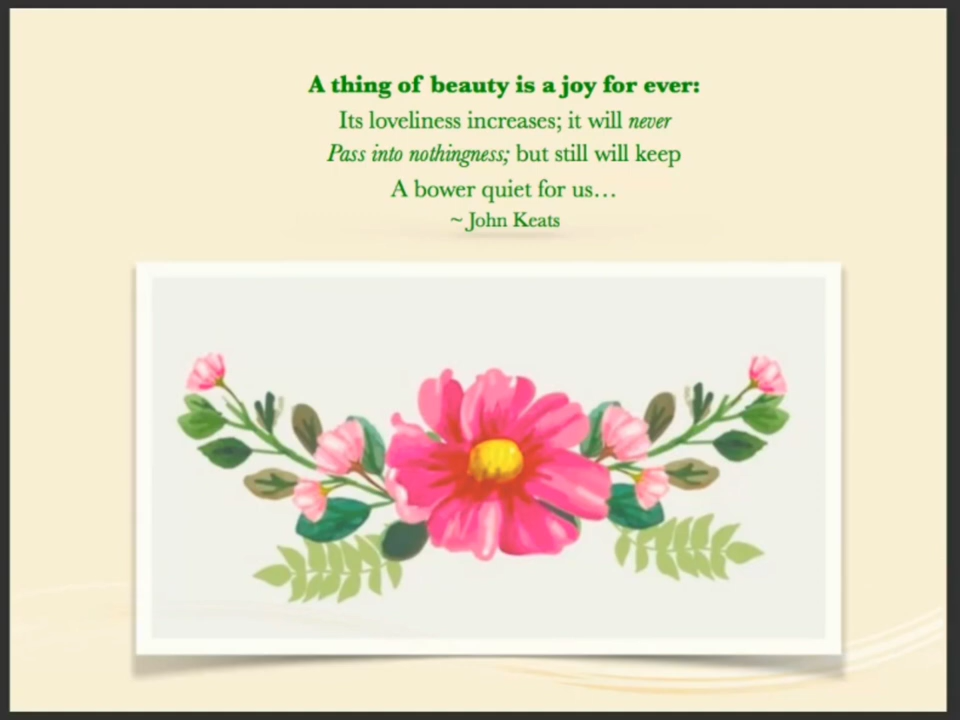 A thing of beauty is a joy for ever:
Its loveliness increases; it will never
Pass into nothingness; but still will keep
A bower quiet for us…
~ John Keats